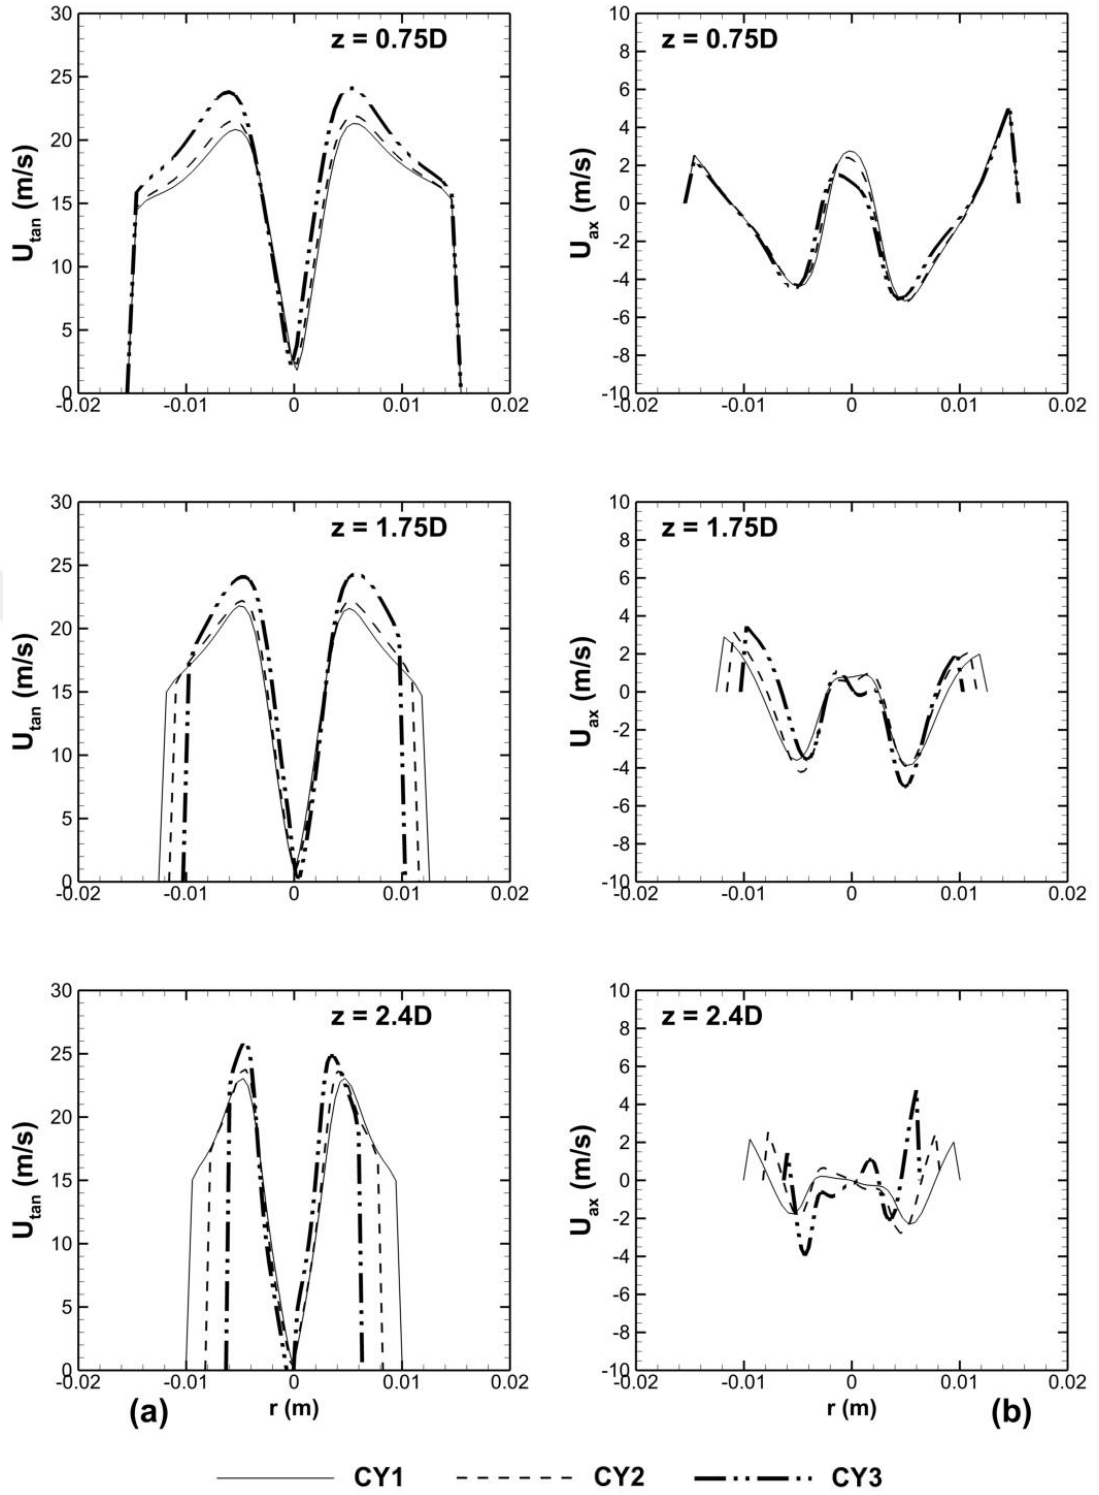 z = 0.75D
U_tan (m/s)
30
25
20
15
10
5
0
-0.02 -0.01 0 0.01 0.02
z = 0.75D
U_ax (m/s)
10
8
6
4
2
0
-2
-4
-6
-8
-10
-0.02 -0.01 0 0.01 0.02
z = 1.75D
U_tan (m/s)
30
25
20
15
10
5
0
-0.02 -0.01 0 0.01 0.02
z = 1.75D
U_ax (m/s)
10
8
6
4
2
0
-2
-4
-6
-8
-10
-0.02 -0.01 0 0.01 0.02
z = 2.4D
U_tan (m/s)
30
25
20
15
10
5
0
-0.02 -0.01 0 0.01 0.02
(a) r (m)
z = 2.4D
U_ax (m/s)
10
8
6
4
2
0
-2
-4
-6
-8
-10
-0.02 -0.01 0 0.01 0.02
r (m) (b)
CY1 CY2 CY3